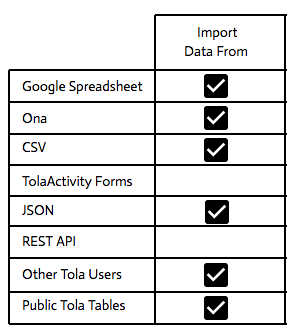 Import
Data From
Google Spreadsheet
Ona
CSV
TolaActivity Forms
JSON
REST API
Other Tola Users
Public Tola Tables